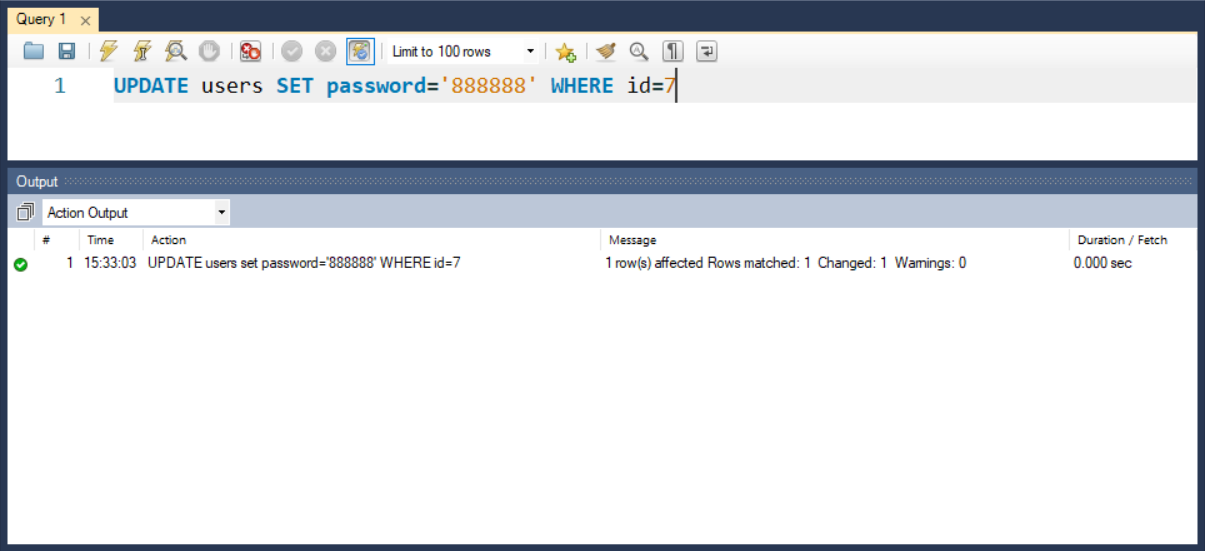 Query 1
Limit to 100 rows
1 UPDATE users SET password='888888' WHERE id=7
Output
Action Output
# Time Action Message Duration / Fetch
1 15:33:03 UPDATE users set password='888888' WHERE id=7 1 row(s) affected Rows matched: 1 Changed: 1 Warnings: 0 0.000 sec